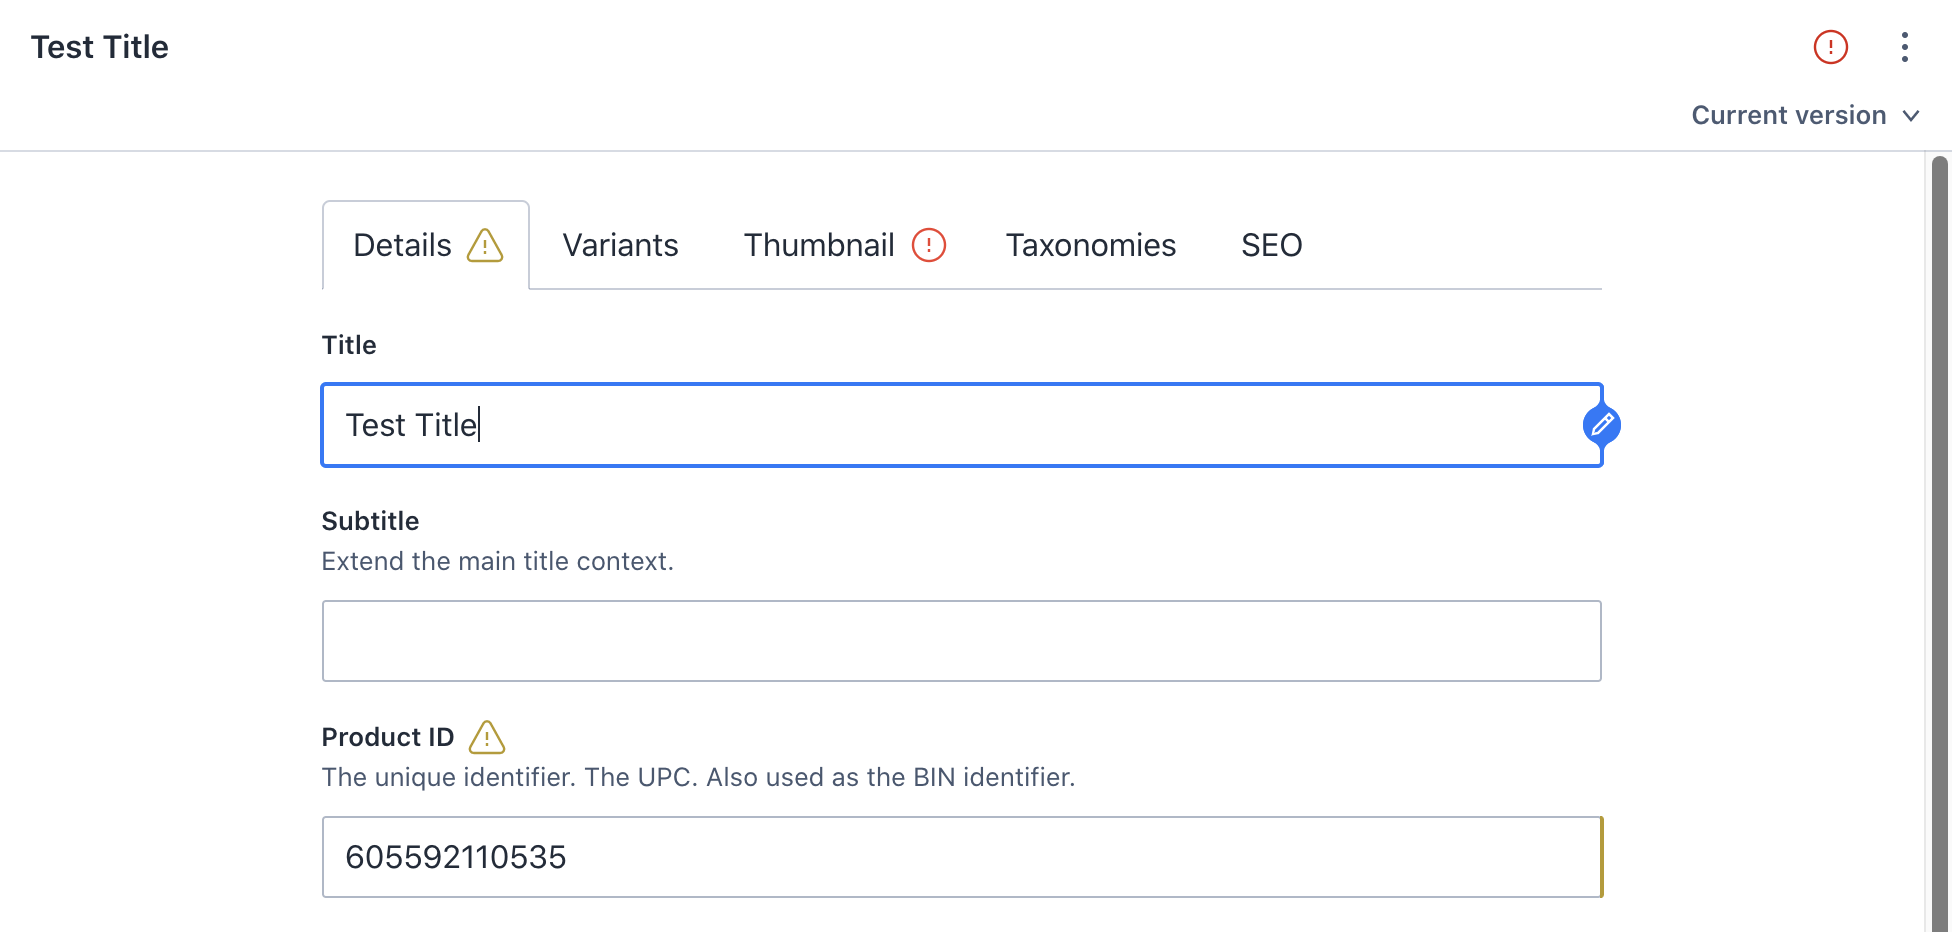 Test Title
Current version
Details Variants Thumbnail Taxonomies SEO
Title
Test Title
Subtitle
Extend the main title context.
Product ID
The unique identifier. The UPC. Also used as the BIN identifier.
605592110535